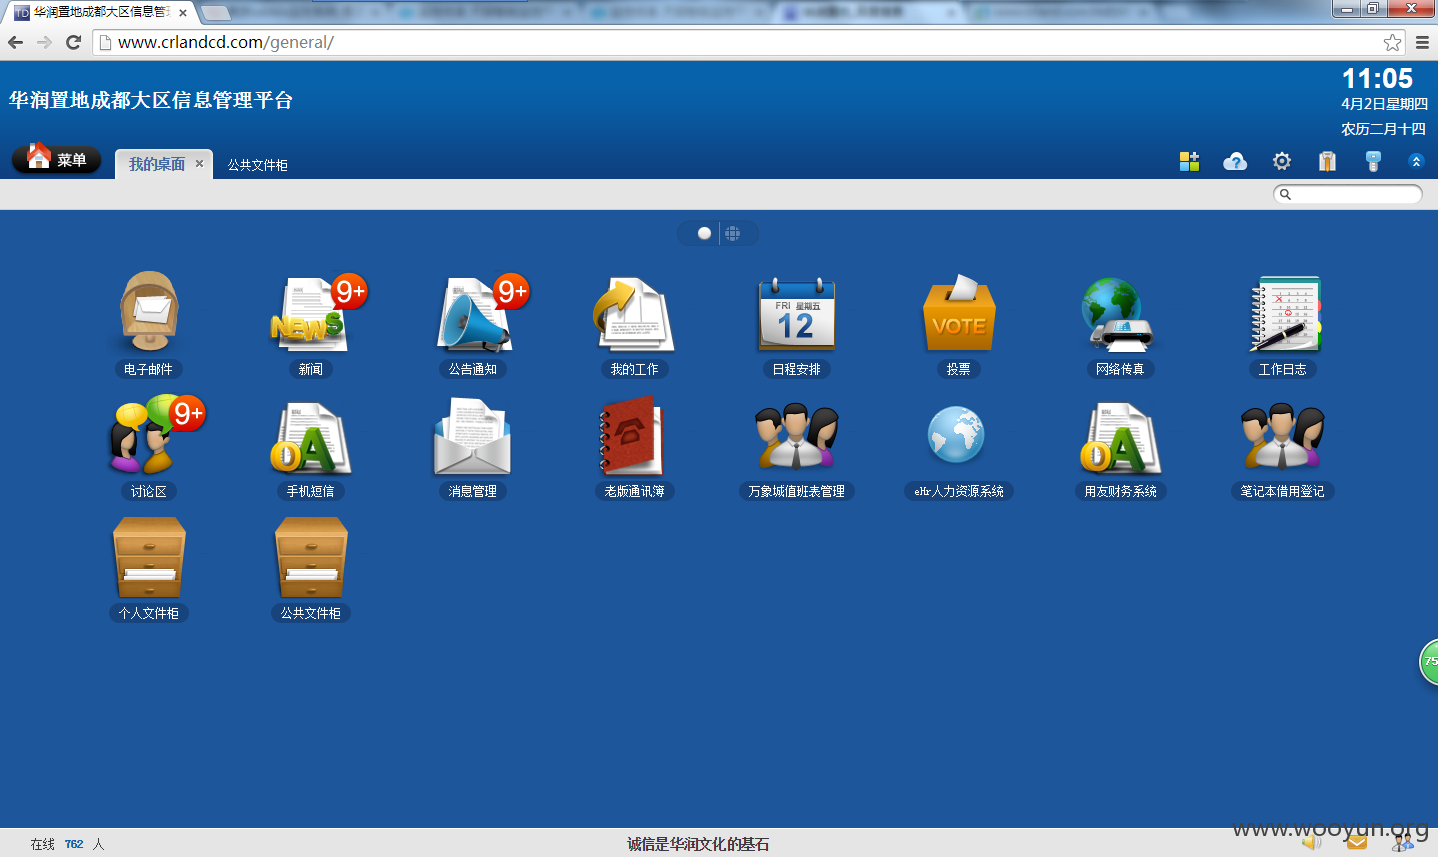 华润置地成都大区信息管理
www.crlandcd.com/general/
华润置地成都大区信息管理平台
11:05
4月2日星期四
农历二月十四
菜单
我的桌面
公共文件柜
9+
9+
NEWS
FRI 星期五
12
VOTE
电子邮件
新闻
公告通知
我的工作
日程安排
投票
网络传真
工作日志
9+
OA
OA
讨论区
手机短信
消息管理
老版通讯簿
万象城值班表管理
eHr人力资源系统
用友财务系统
笔记本借用登记
个人文件柜
公共文件柜
75
在线 762 人
诚信是华润文化的基石
www.wooyun.org